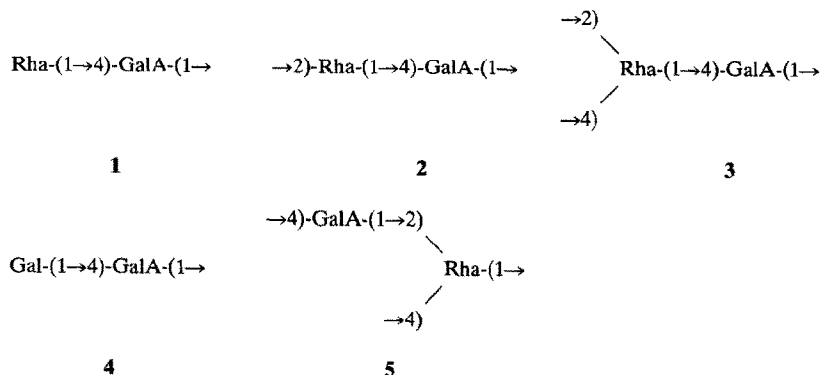 →2)
Rha-(1→4)-GalA-(1→ →2)-Rha-(1→4)-GalA-(1→ Rha-(1→4)-GalA-(1→
→4)
1 2 3
→4)-GalA-(1→2)
Gal-(1→4)-GalA-(1→ Rha-(1→
→4)
4 5